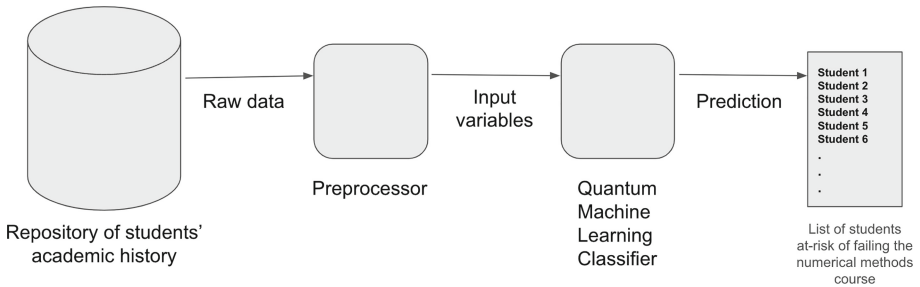 Repository of students'
academic history
Raw data
Preprocessor
Input
variables
Quantum
Machine
Learning
Classifier
Prediction
Student 1
Student 2
Student 3
Student 4
Student 5
Student 6
.
.
.
List of students
at-risk of failing the
numerical methods
course